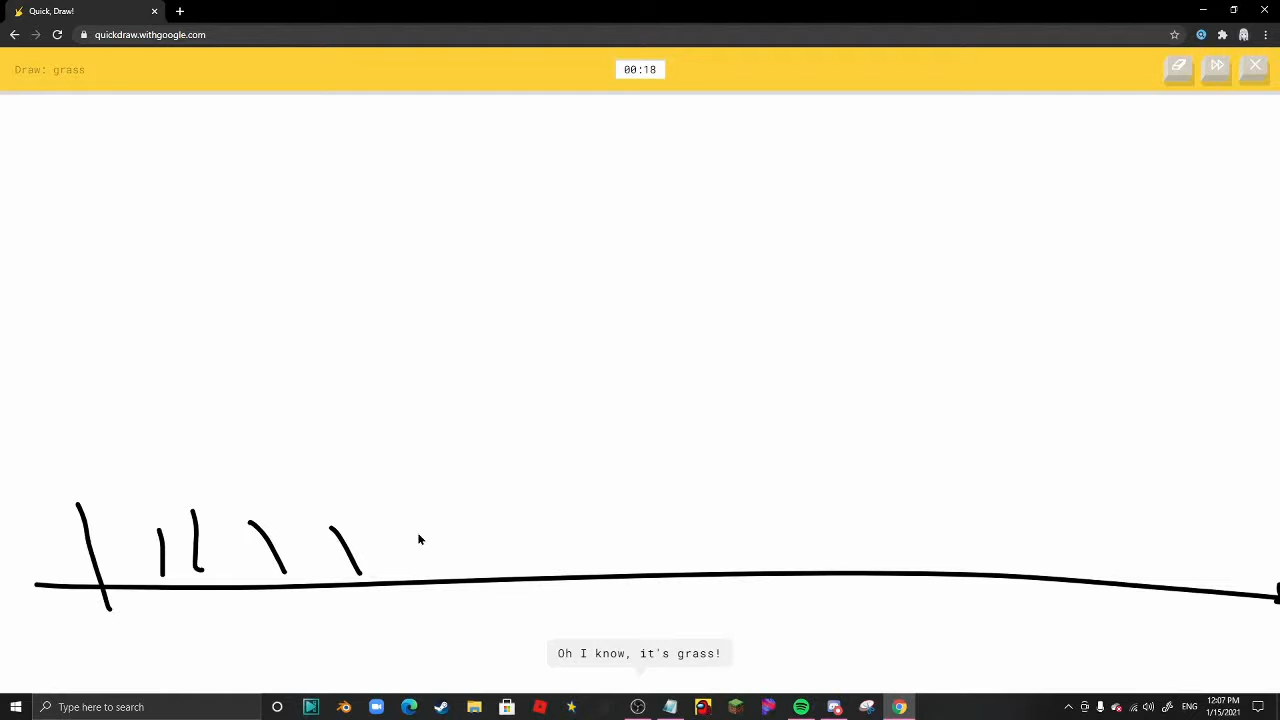 Quick, Draw!
quickdraw.withgoogle.com
Draw: grass
00:18
Oh I know, it's grass!
Type here to search
12:07 PM
1/15/2021